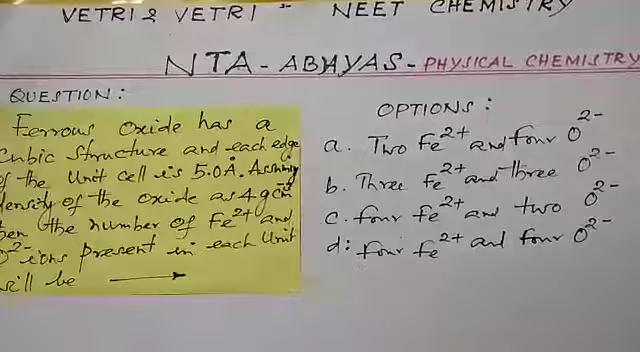 VETRI & VETRI :- NEET CHEMISTRY
NTA - ABHYAS - PHYSICAL CHEMISTRY
QUESTION :
Ferrous oxide has a
Cubic Structure and each edge
of the Unit cell is 5.0Å. Assuming
density of the oxide as 4 g cm⁻³
then the number of Fe²⁺ and
O²⁻ ions present in each Unit
will be ⟶
OPTIONS :
a. Two Fe²⁺ and four O²⁻
b. Three Fe²⁺ and three O²⁻
c. four Fe²⁺ and two O²⁻
d: four fe²⁺ and four O²⁻